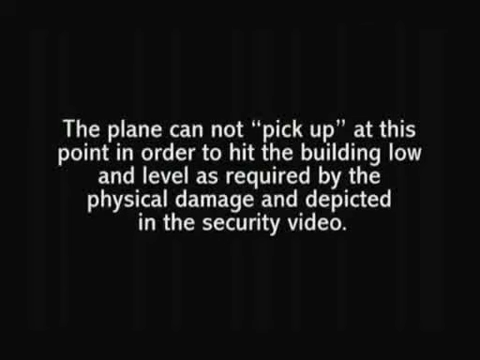 The plane can not “pick up” at this
point in order to hit the building low
and level as required by the
physical damage and depicted
in the security video.